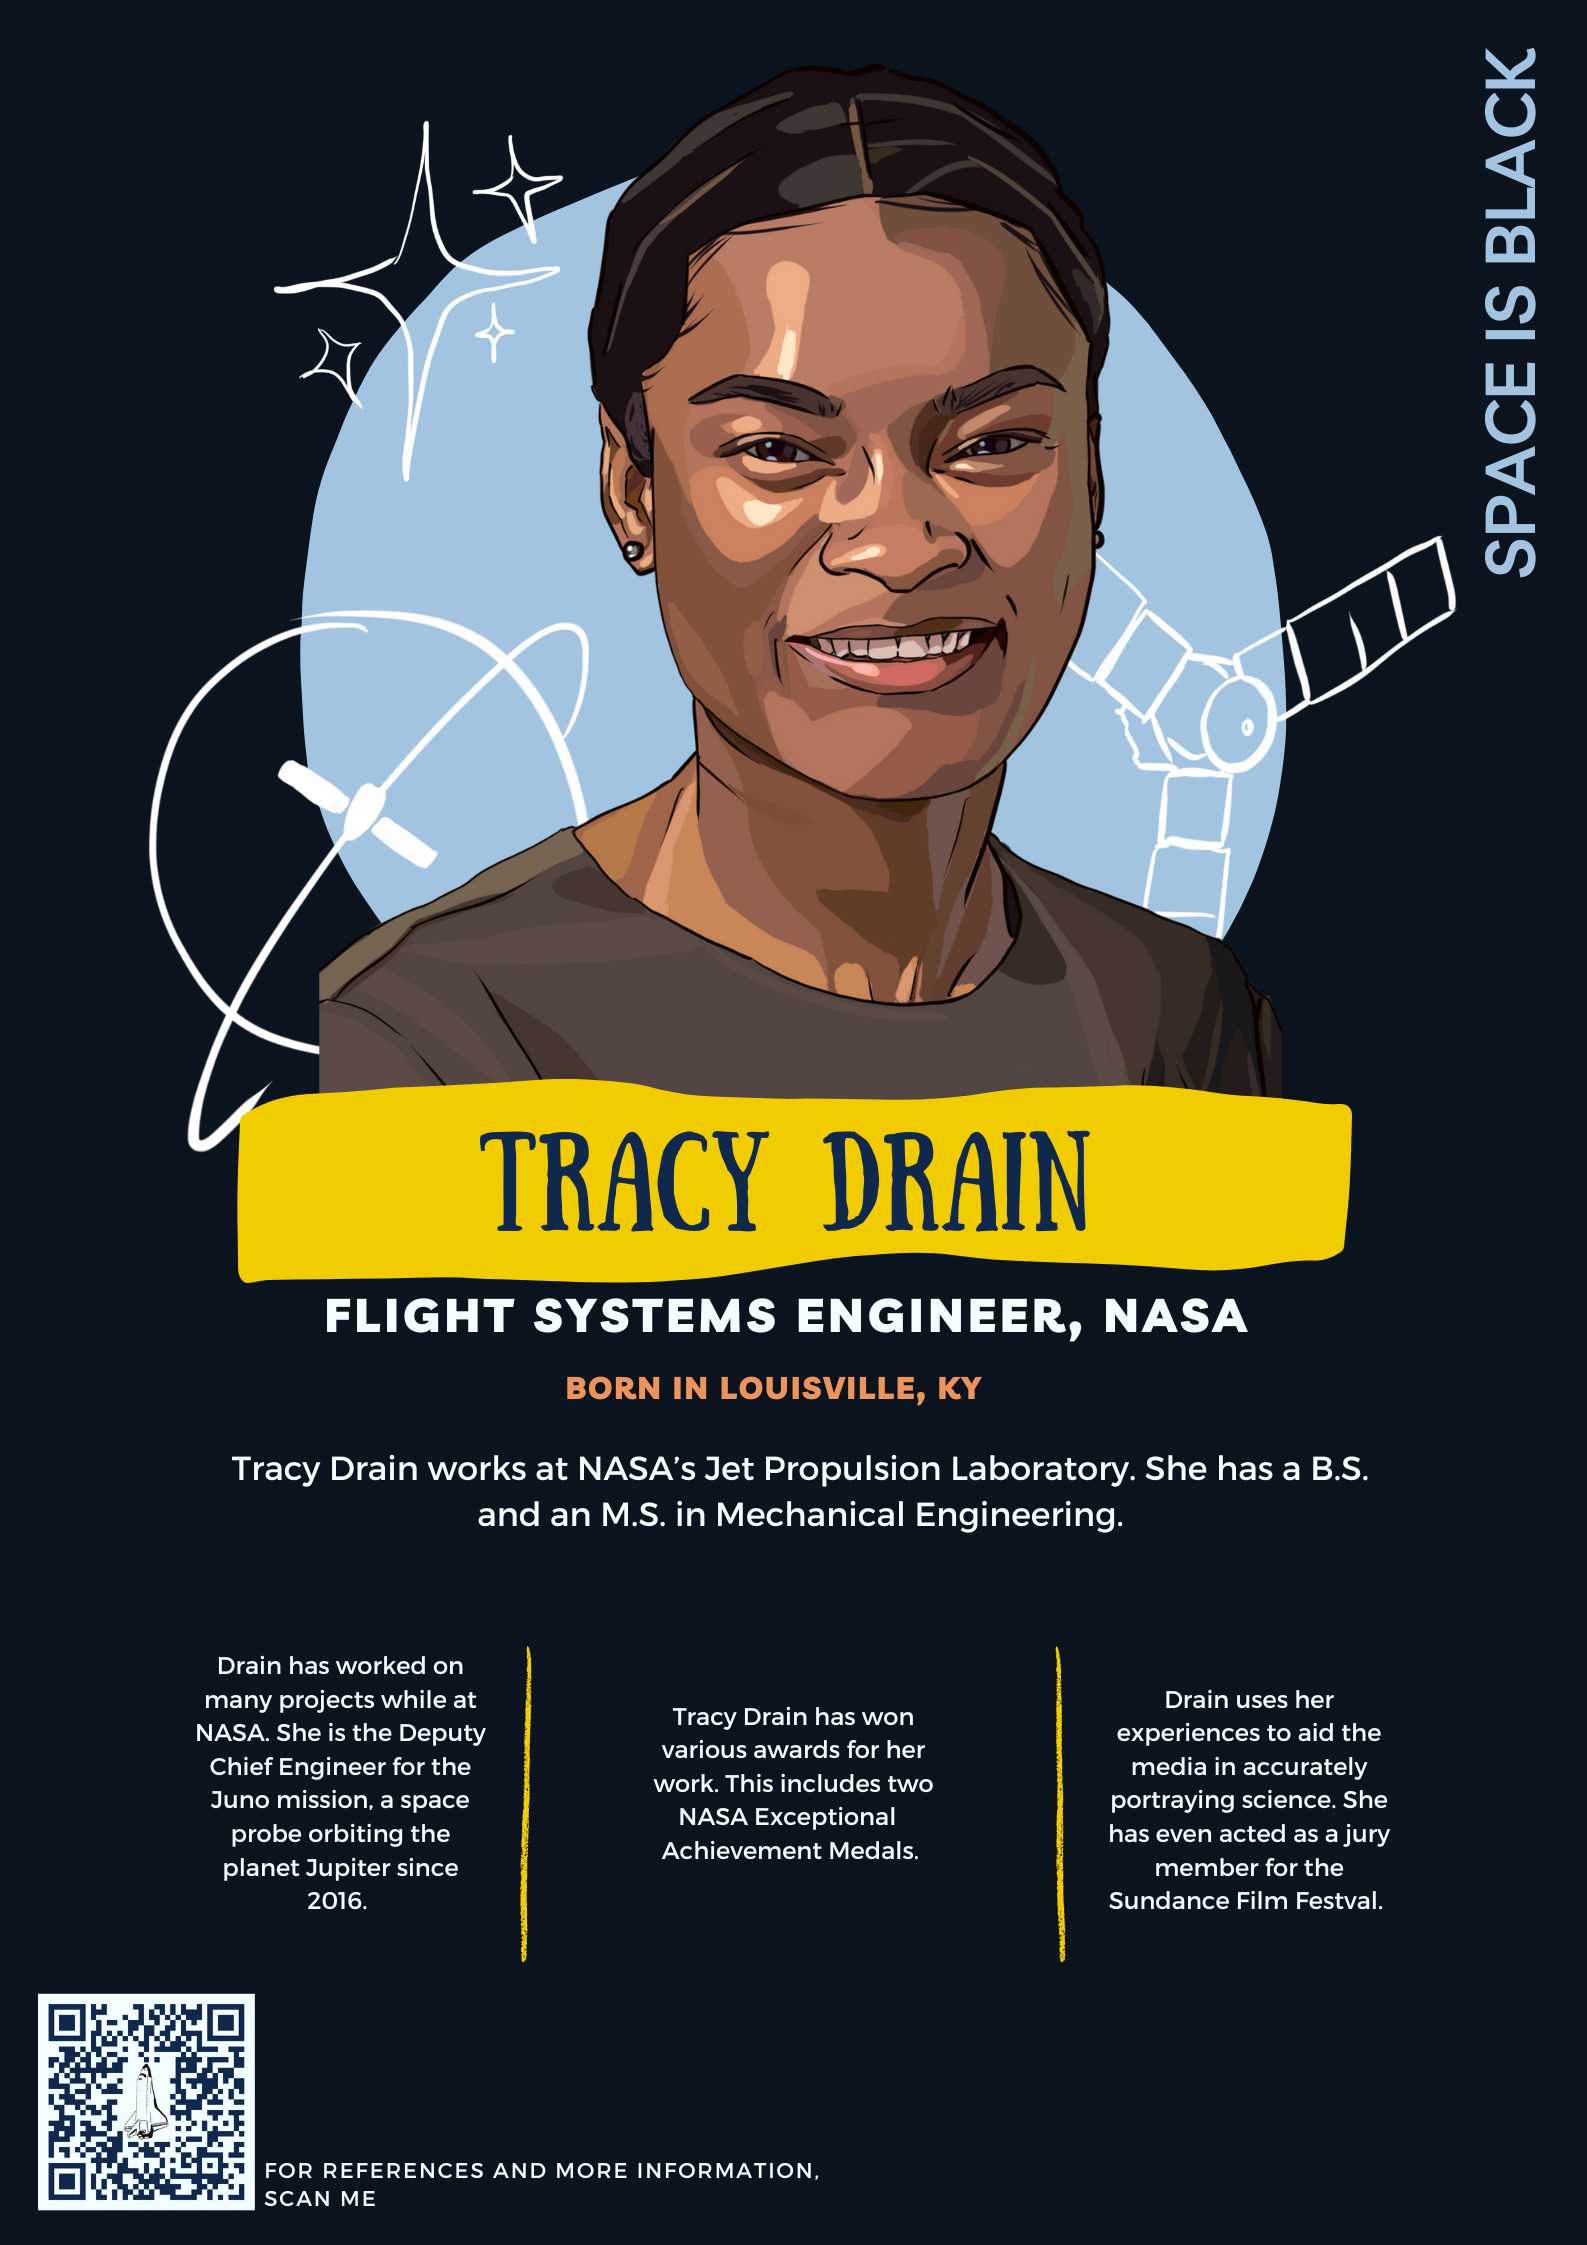 SPACE IS BLACK
TRACY DRAIN
FLIGHT SYSTEMS ENGINEER, NASA
BORN IN LOUISVILLE, KY
Tracy Drain works at NASA’s Jet Propulsion Laboratory. She has a B.S.
and an M.S. in Mechanical Engineering.
Drain has worked on
many projects while at
NASA. She is the Deputy
Chief Engineer for the
Juno mission, a space
probe orbiting the
planet Jupiter since
2016.
Tracy Drain has won
various awards for her
work. This includes two
NASA Exceptional
Achievement Medals.
Drain uses her
experiences to aid the
media in accurately
portraying science. She
has even acted as a jury
member for the
Sundance Film Festval.
FOR REFERENCES AND MORE INFORMATION,
SCAN ME